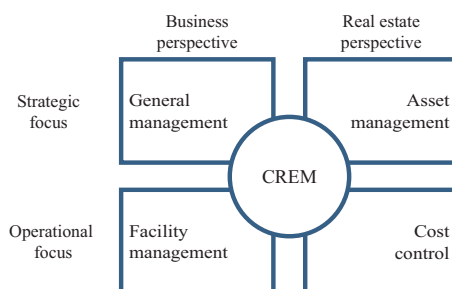 Business
perspective
Real estate
perspective
Strategic
focus
General
management
Asset
management
CREM
Operational
focus
Facility
management
Cost
control